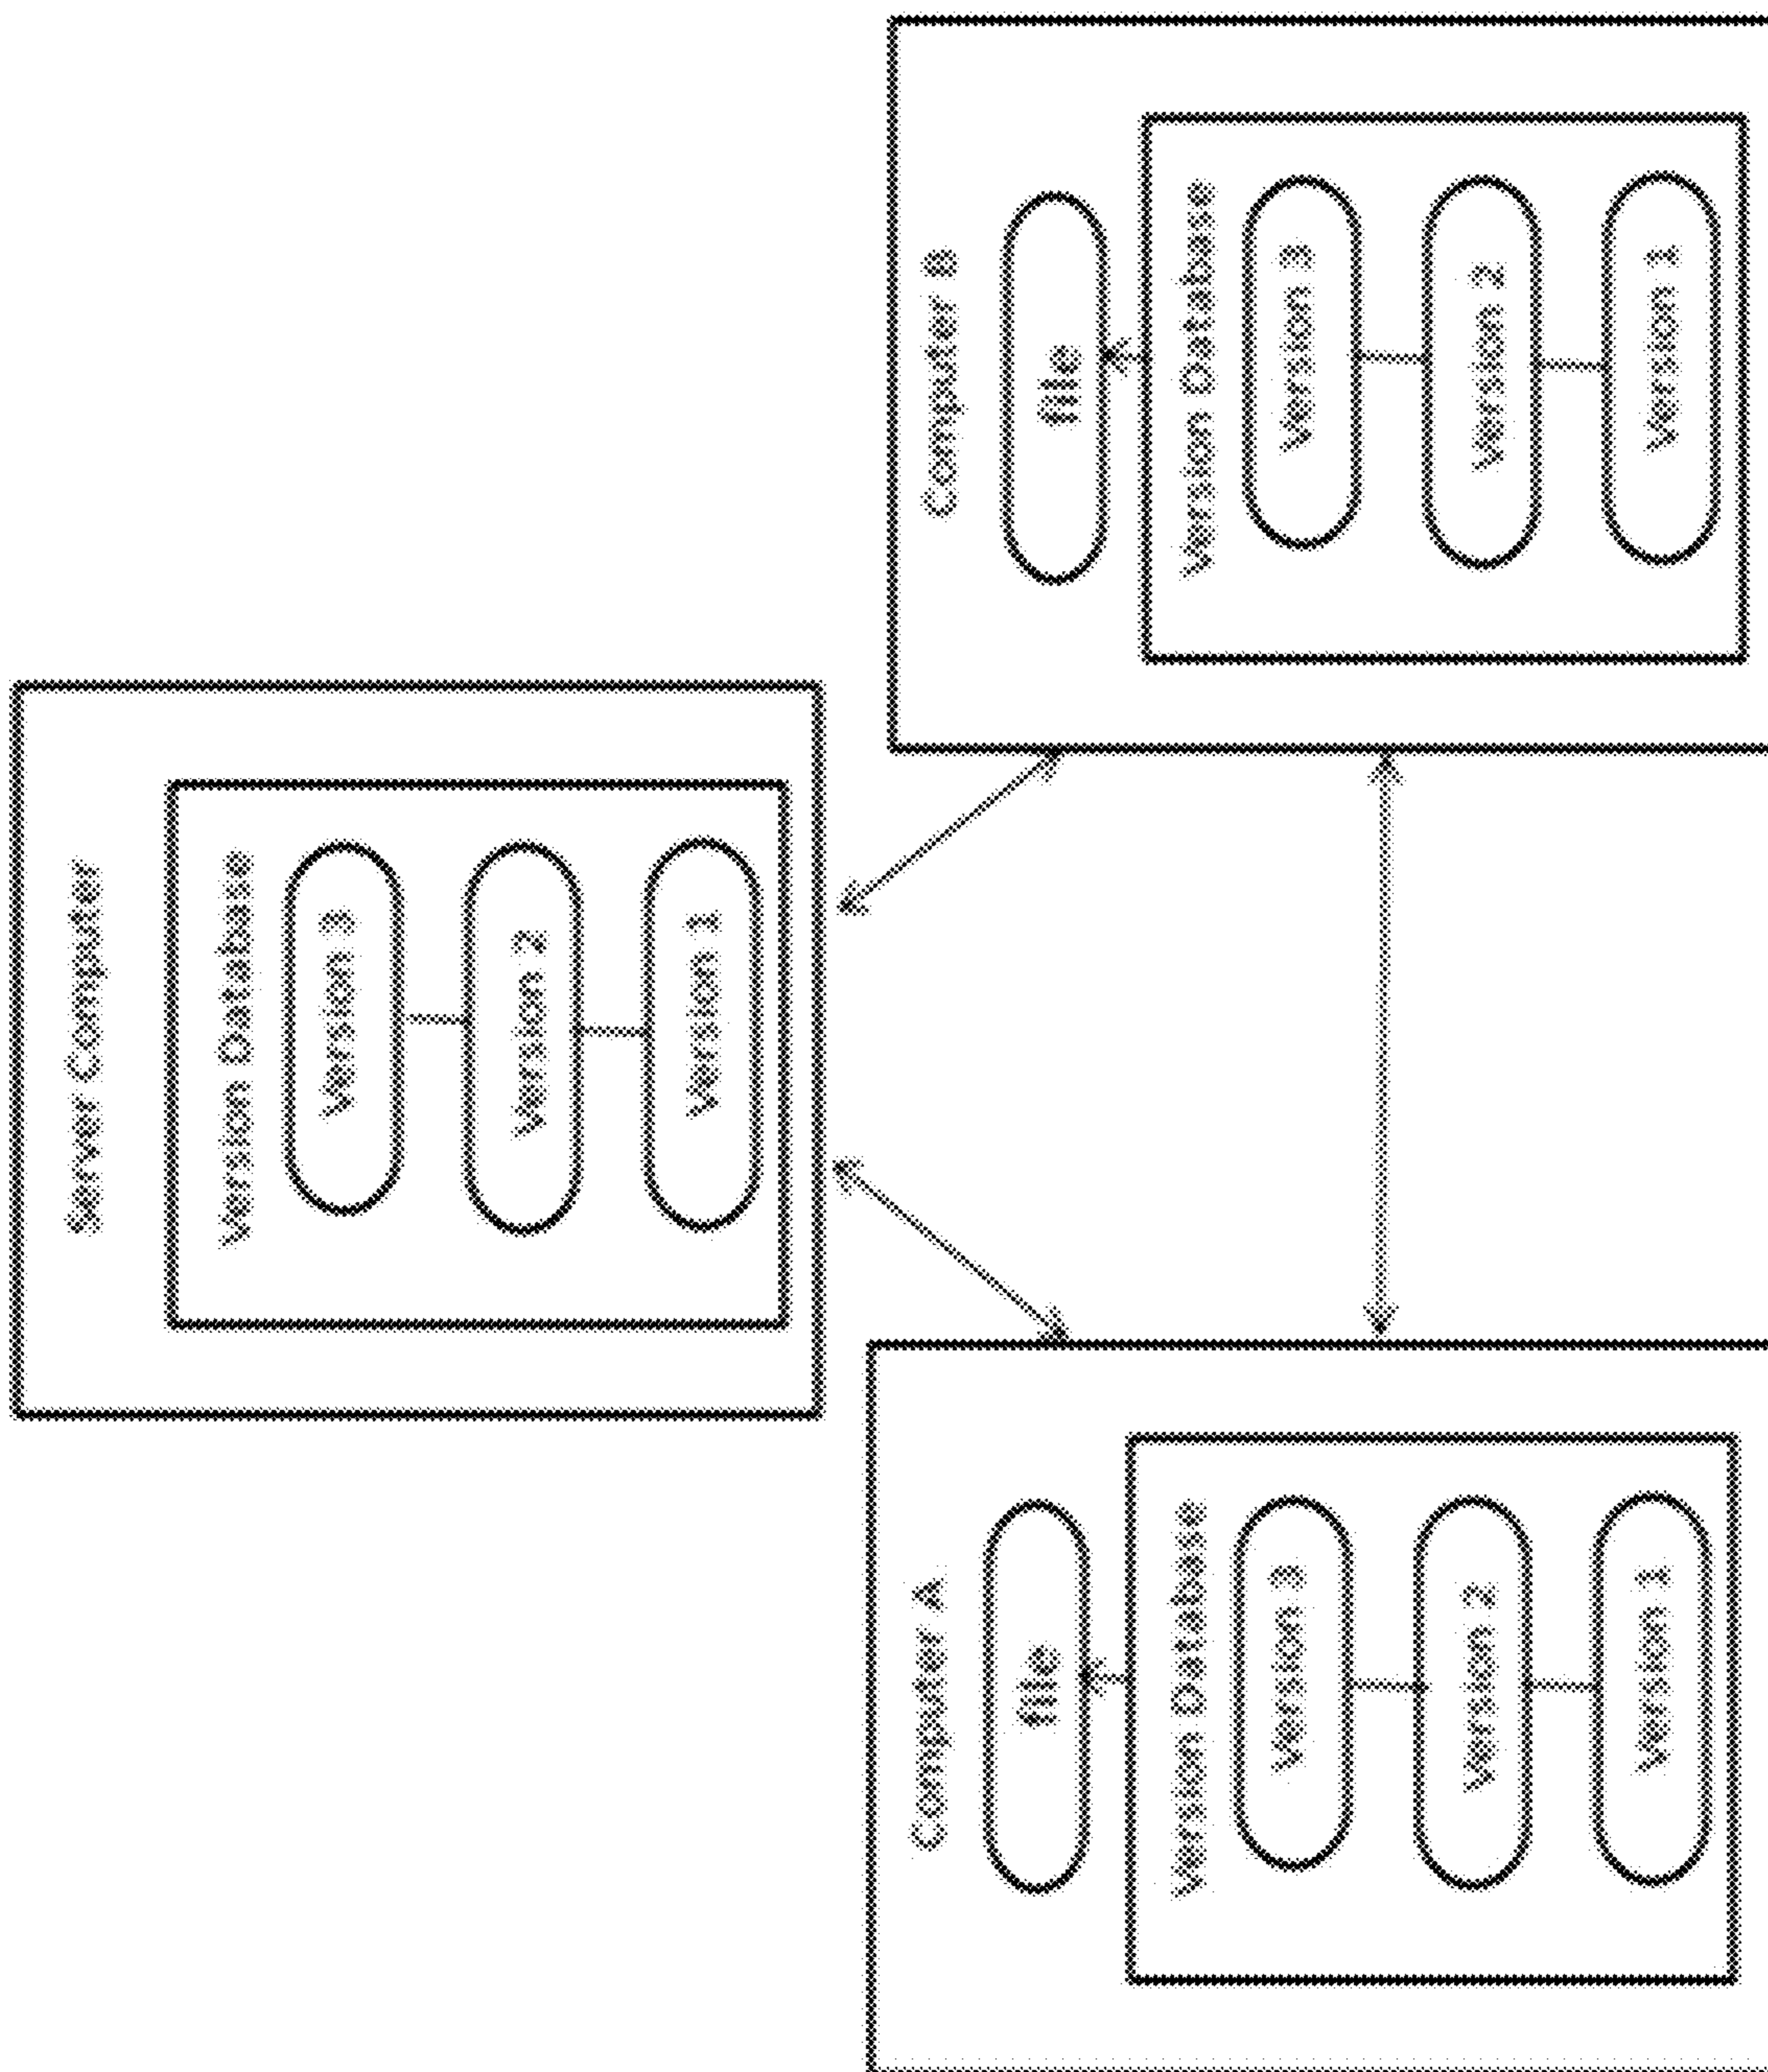 Server Computer
Version Database
Version 3
Version 2
Version 1
Computer A
file
Version Database
Version 3
Version 2
Version 1
Computer B
file
Version Database
Version 3
Version 2
Version 1